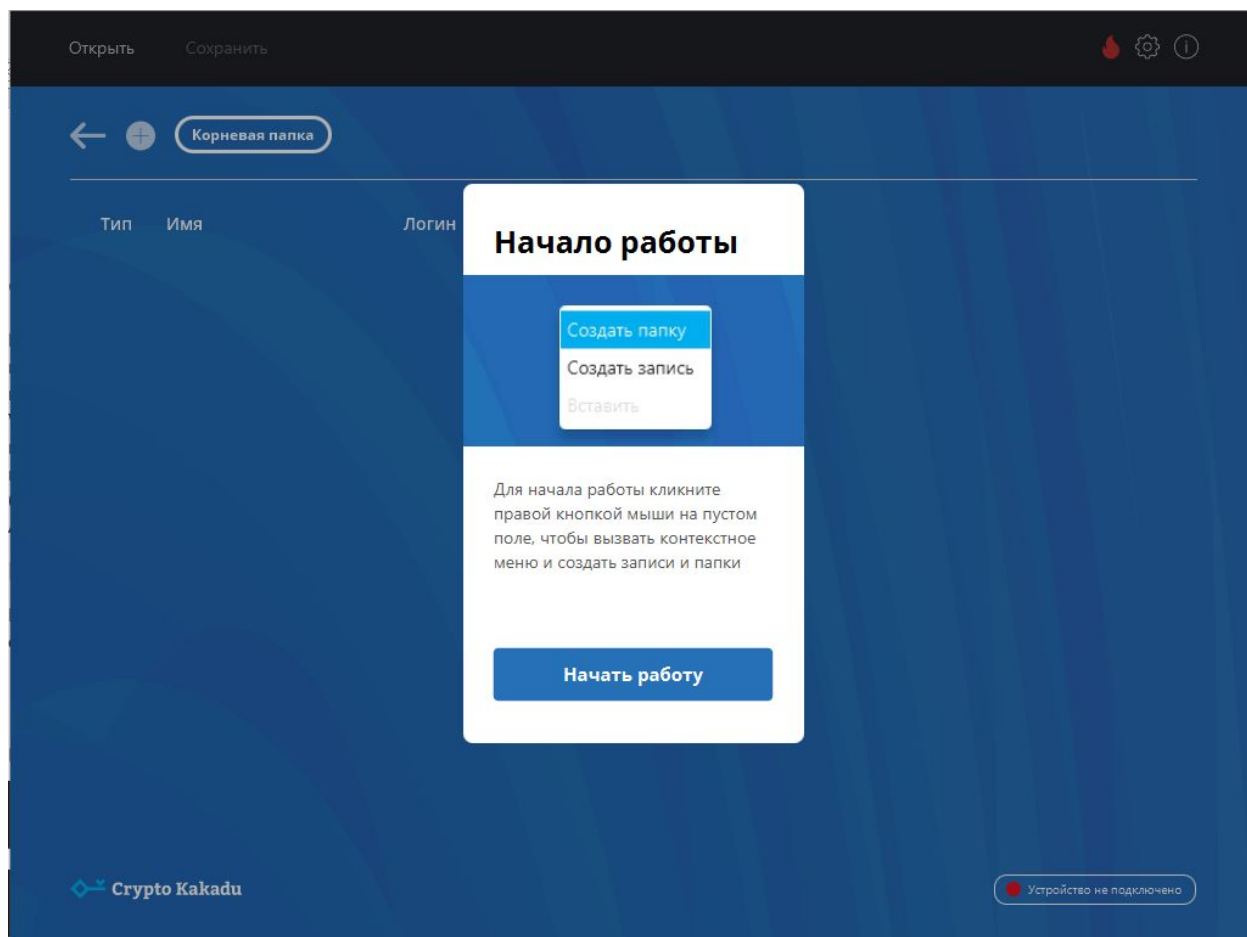 Открыть Сохранить
Корневая папка
Тип Имя Логин
Начало работы
Создать папку
Создать запись
Вставить
Для начала работы кликните
правой кнопкой мыши на пустом
поле, чтобы вызвать контекстное
меню и создать записи и папки
Начать работу
Crypto Kakadu
Устройство не подключено